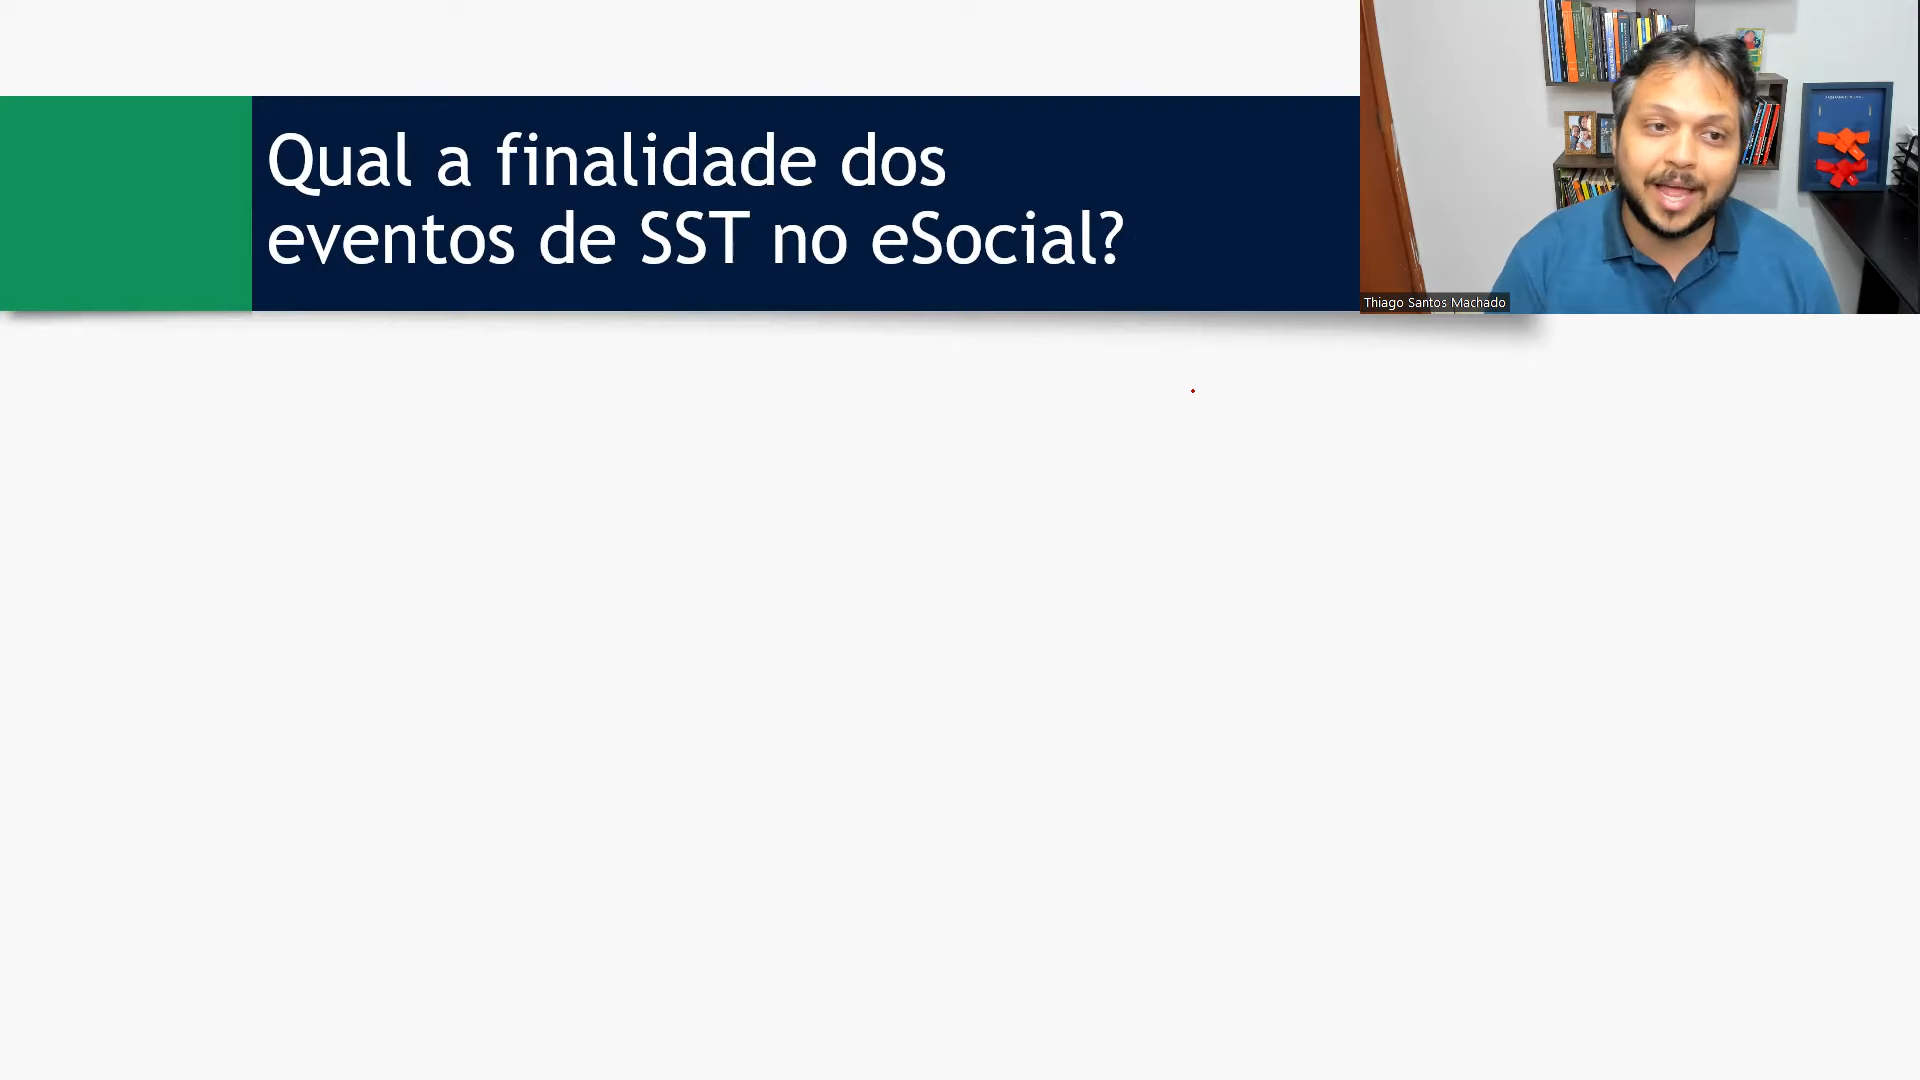 Qual a finalidade dos
eventos de SST no eSocial?
Thiago Santos Machado